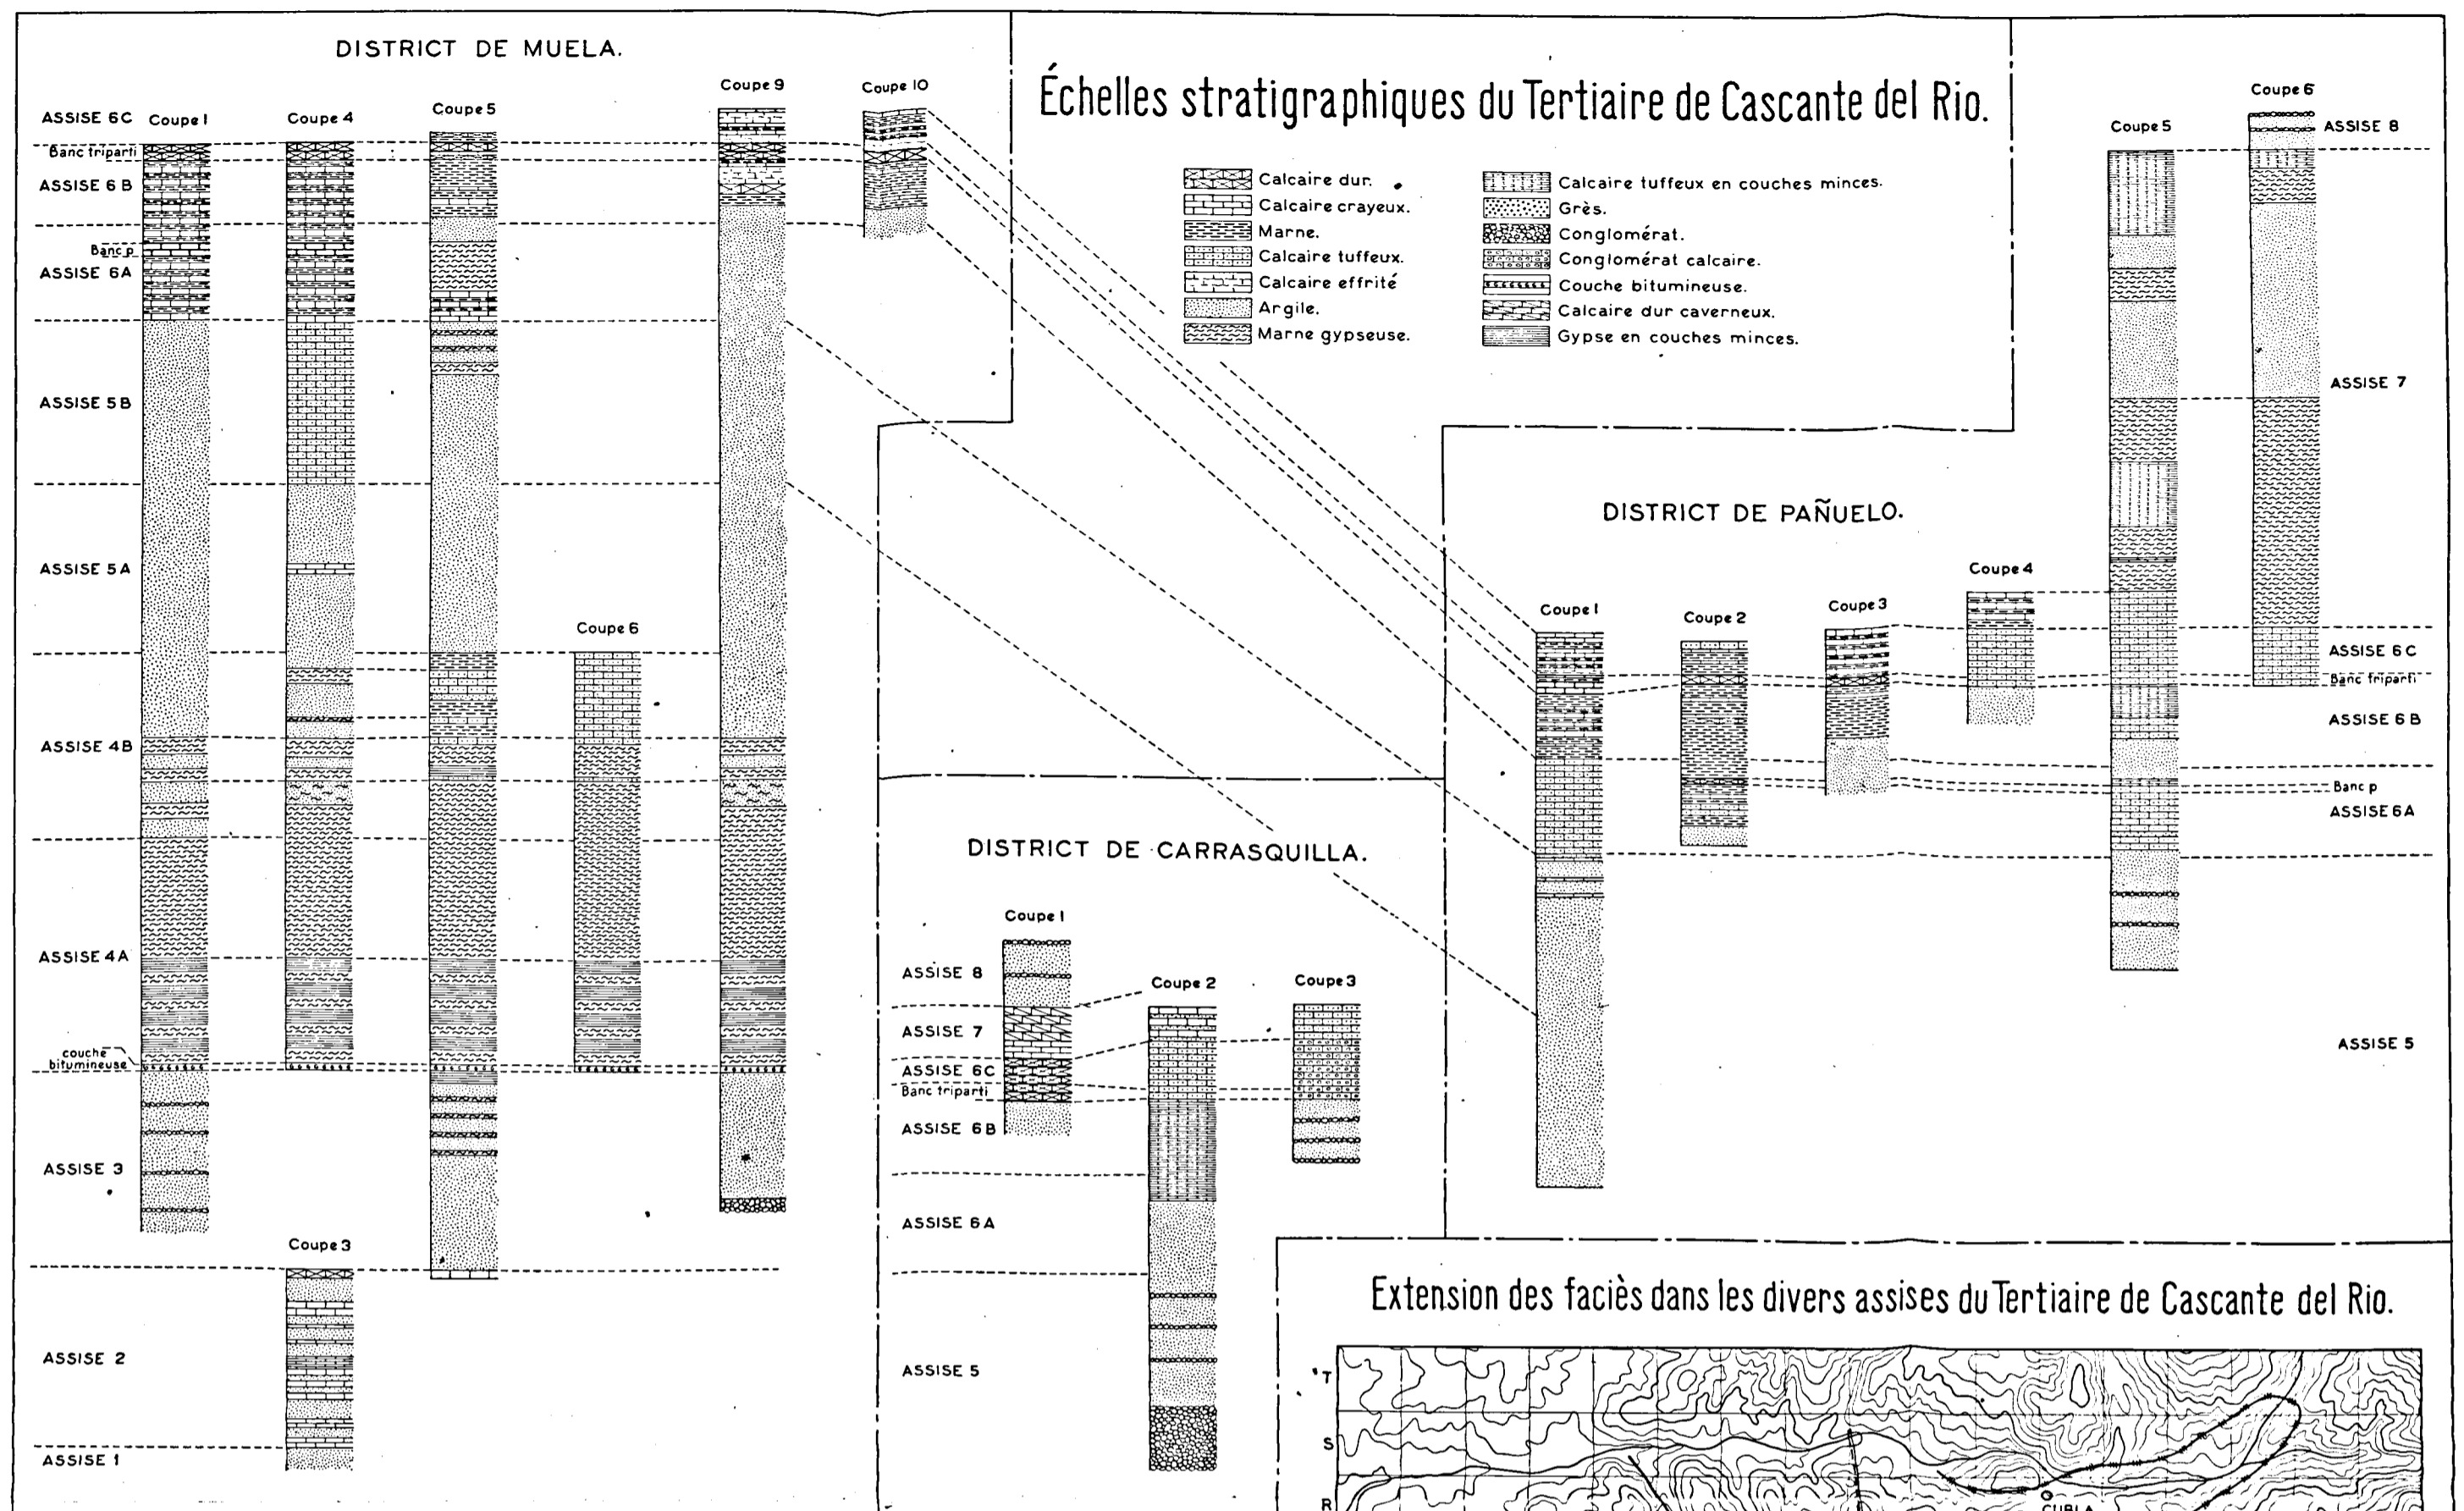 DISTRICT DE MUELA.
Coupe 1
Coupe 4
Coupe 5
Coupe 9
Coupe 10
ASSISE 6C
Banc triparti
ASSISE 6B
Banc p
ASSISE 6A
ASSISE 5B
ASSISE 5A
Coupe 6
ASSISE 4B
ASSISE 4A
couche
bitumineuse
ASSISE 3
Coupe 3
ASSISE 2
ASSISE 1
Échelles stratigraphiques du Tertiaire de Cascante del Rio.
Calcaire dur.
Calcaire crayeux.
Marne.
Calcaire tuffeux.
Calcaire effrité
Argile.
Marne gypseuse.
Calcaire tuffeux en couches minces.
Grès.
Conglomérat.
Conglomérat calcaire.
Couche bitumineuse.
Calcaire dur caverneux.
Gypse en couches minces.
DISTRICT DE CARRASQUILLA.
Coupe 1
Coupe 2
Coupe 3
ASSISE 8
ASSISE 7
ASSISE 6C
Banc triparti
ASSISE 6B
ASSISE 6A
ASSISE 5
DISTRICT DE PAÑUELO.
Coupe 1
Coupe 2
Coupe 3
Coupe 4
Coupe 5
Coupe 6
ASSISE 8
ASSISE 7
ASSISE 6C
Banc triparti
ASSISE 6B
Banc p
ASSISE 6A
ASSISE 5
Extension des faciès dans les divers assises du Tertiaire de Cascante del Rio.
T
S
R
CUBLA